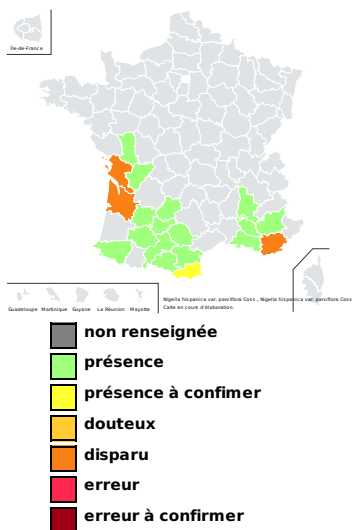 Île-de-France
Guadeloupe Martinique Guyane La Réunion Mayotte
Nigella hispanica var. parviflora Coss., Nigella hispanica var. parviflora Coss
Carte en cours d'élaboration.
non renseignée
présence
présence à confimer
douteux
disparu
erreur
erreur à confirmer